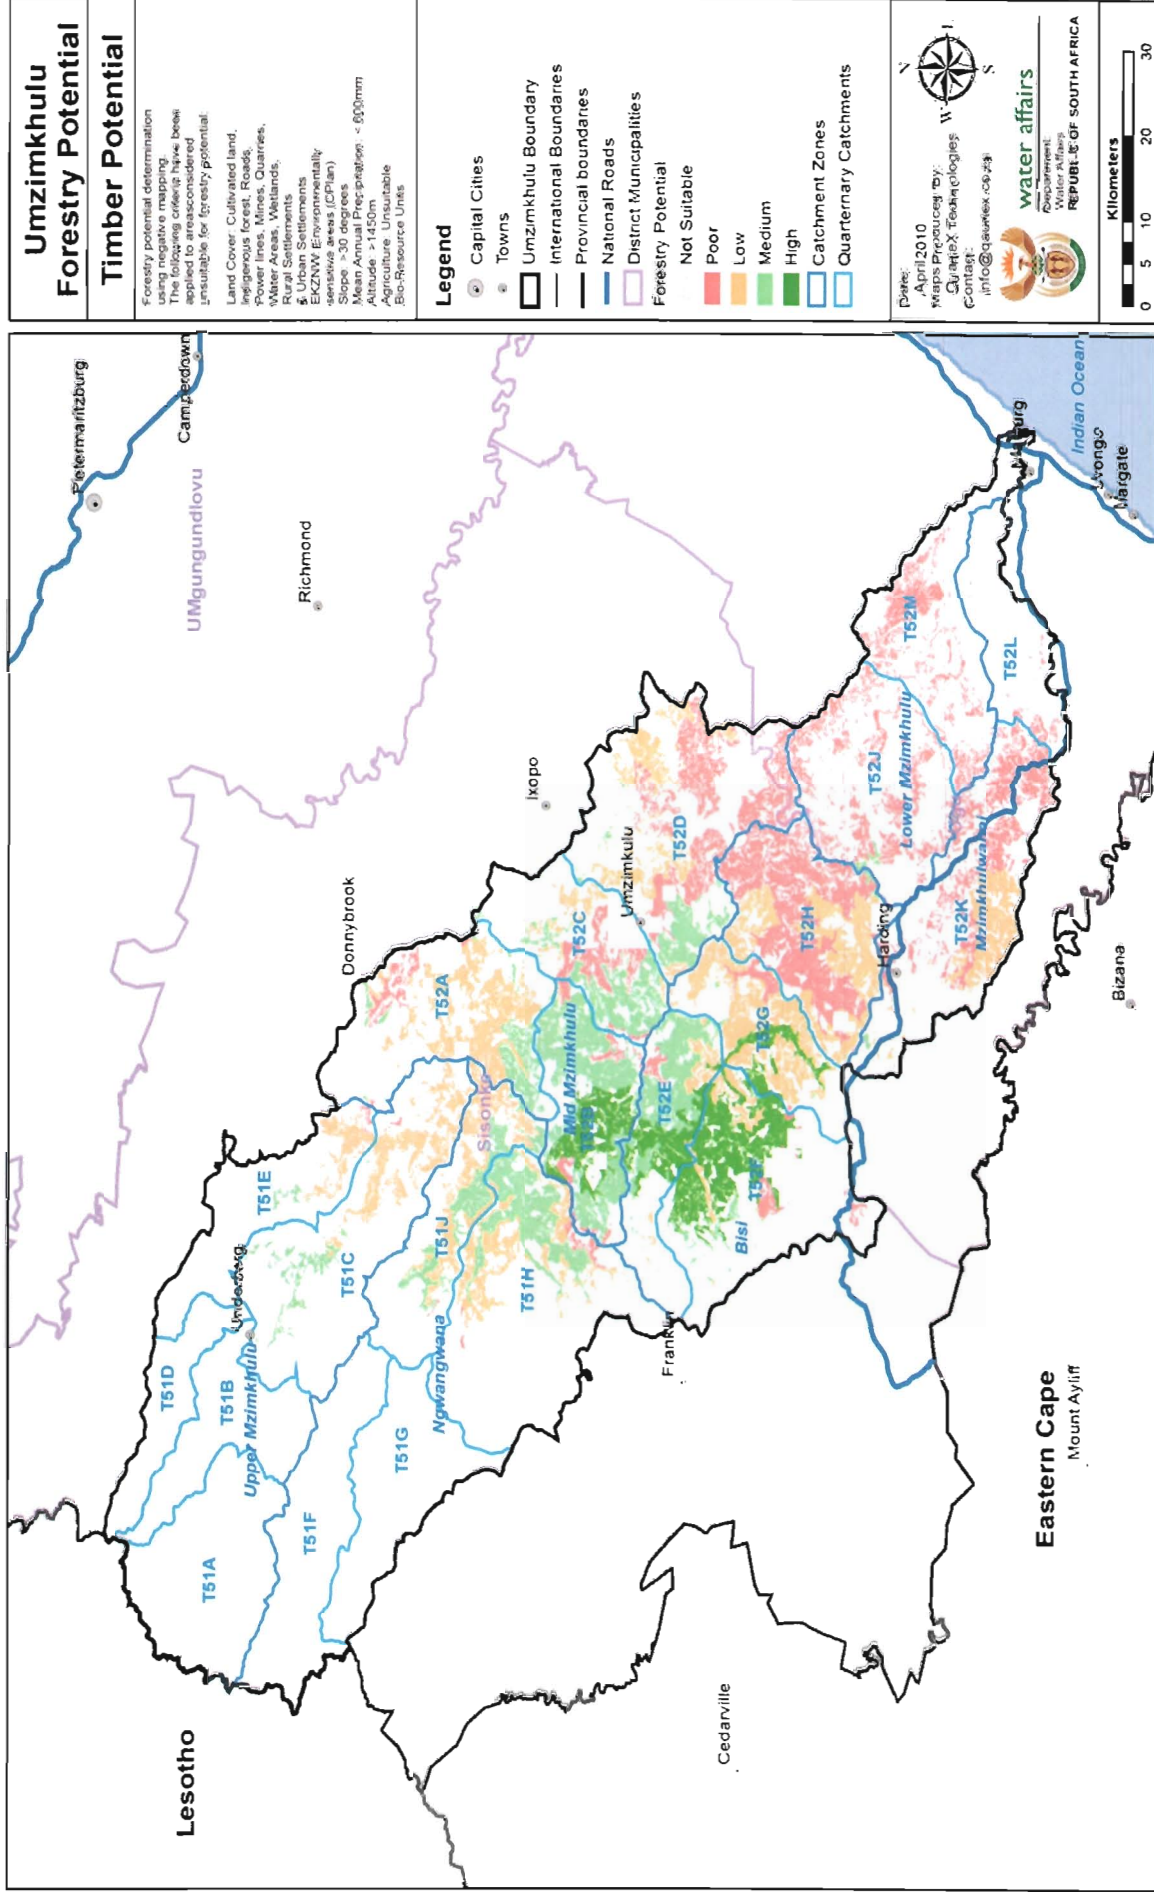 Umzimkhulu
Forestry Potential
Timber Potential
Forestry potential determination
using negative mapping.
The following criteria have been
applied to areasconsidered
unsuitable for forestry potential:
Land Cover: Cultivated land,
Indigenous forest, Roads,
Power lines, Mines, Quarries,
Water Areas, Wetlands,
Rural Settlements
& Urban Settlements
EKZNW: Environmentally
sensitive areas (CPlan)
Slope: >30 degrees
Mean Annual Precipitation: < 600mm
Altitude: >1450m
Agriculture: Unsuitable
Bio-Resource Units
Legend
Capital Cities
Towns
Umzimkhulu Boundary
International Boundaries
Provincial boundaries
National Roads
District Municipalities
Forestry Potential
Not Suitable
Poor
Low
Medium
High
Catchment Zones
Quarternary Catchments
Date:
April 2010
Maps Produced By:
Technologies
Contact:
N
W
S
water affairs
Department:
Water Affairs
REPUBLIC OF SOUTH AFRICA
Kilometers
0 5 10 20 30
Lesotho
Eastern Cape
Pietermaritzburg
Camperdown
UMgungundlovu
Richmond
Donnybrook
Ixopo
Umzimkulu
Underberg
Franklin
Harding
Cedarville
Mount Ayliff
Bizana
Margate
Indian Ocean
Sisonke
Upper Mzimkhulu
Ngwangwana
Mid Mzimkhulu
Bisi
Lower Mzimkhulu
T51A
T51B
T51C
T51D
T51E
T51F
T51G
T51H
T51J
T52A
T52C
T52D
T52E
T52G
T52H
T52J
T52K
T52L
T52M